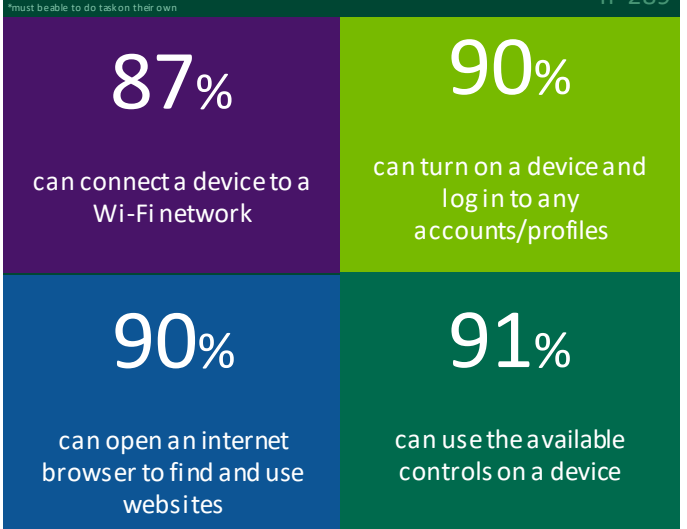 *must be able to do task on their own
87%
can connect a device to a
Wi-Fi network
90%
can turn on a device and
log in to any
accounts/profiles
90%
can open an internet
browser to find and use
websites
91%
can use the available
controls on a device